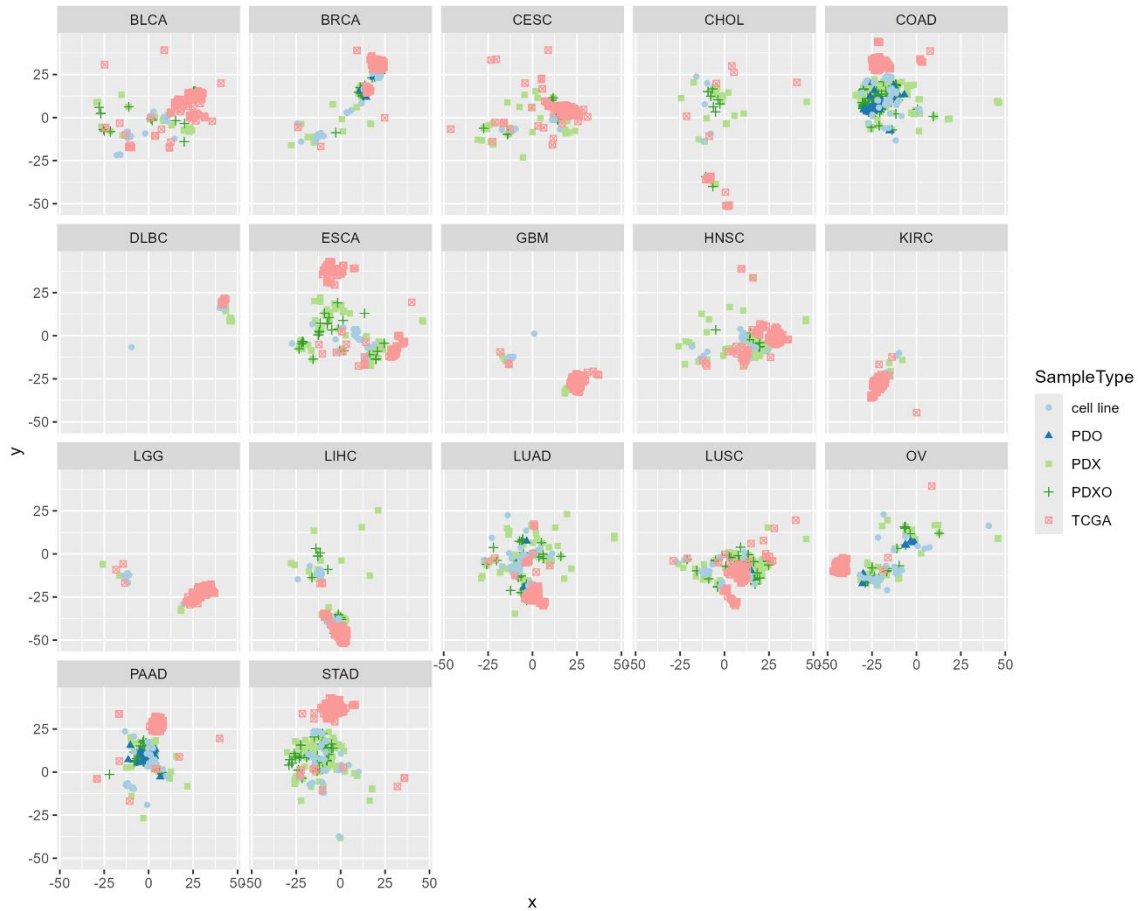 BLCA BRCA CESC CHOL COAD
25
0
-25
-50
DLBC ESCA GBM HNSC KIRC
25
0
-25
-50
SampleType
cell line
PDO
PDX
PDXO
TCGA
y
LGG LIHC LUAD LUSC OV
25
0
-25
-50
-50 -25 0 25 50 -50 -25 0 25 50 -50 -25 0 25 50
PAAD STAD
25
0
-25
-50
-50 -25 0 25 50 -50 -25 0 25 50
x